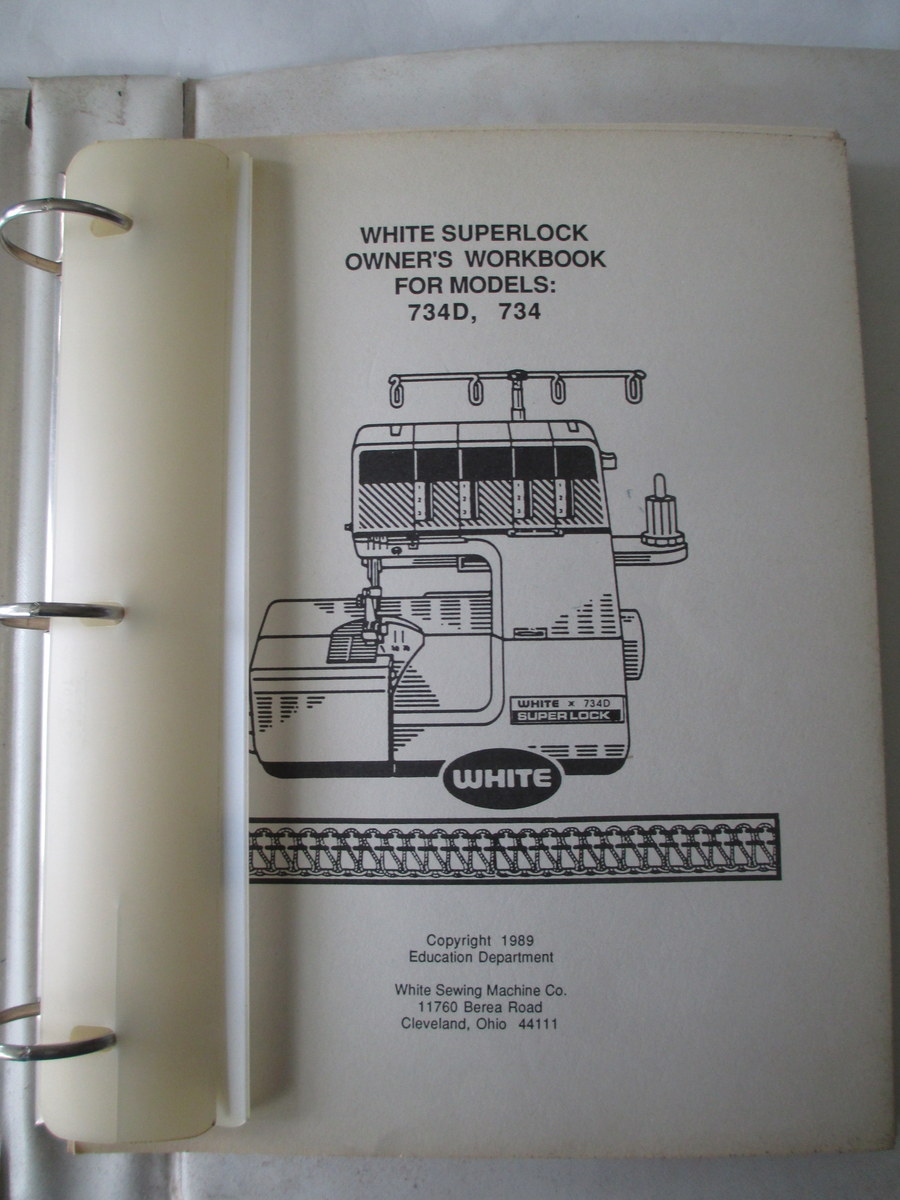 WHITE SUPERLOCK
OWNER'S WORKBOOK
FOR MODELS:
734D, 734
WHITE x 734D
SUPERLOCK
WHITE
Copyright 1989
Education Department
White Sewing Machine Co.
11760 Berea Road
Cleveland, Ohio 44111